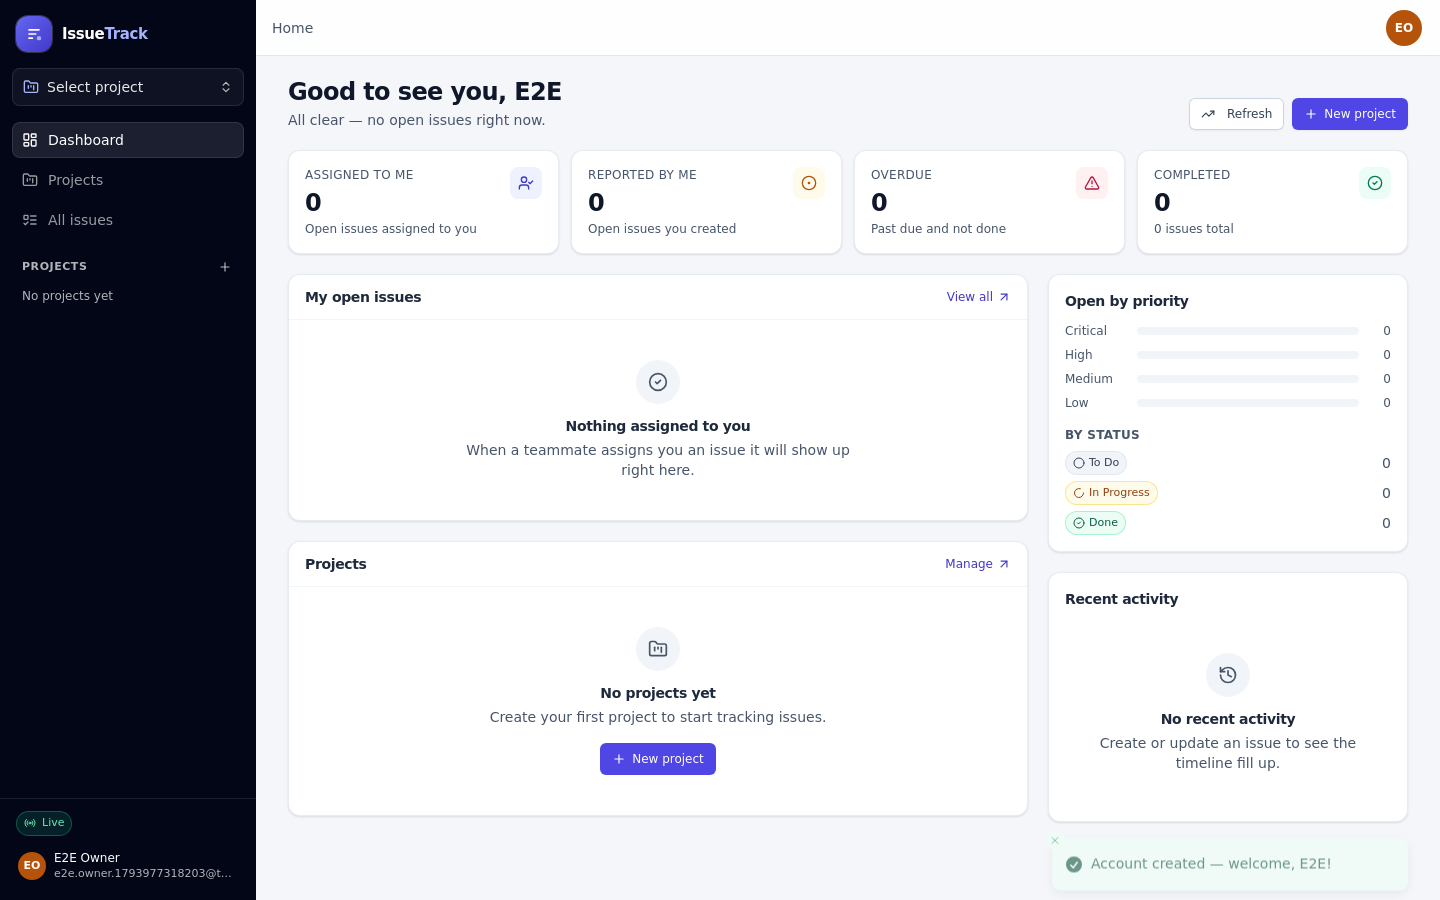 IssueTrack
Select project
Dashboard
Projects
All issues
PROJECTS
No projects yet
Live
EO
E2E Owner
e2e.owner.1793977318203@t...
Home
EO
Good to see you, E2E
All clear — no open issues right now.
Refresh
New project
ASSIGNED TO ME
0
Open issues assigned to you
REPORTED BY ME
0
Open issues you created
OVERDUE
0
Past due and not done
COMPLETED
0
0 issues total
My open issues
View all
Nothing assigned to you
When a teammate assigns you an issue it will show up
right here.
Projects
Manage
No projects yet
Create your first project to start tracking issues.
New project
Open by priority
Critical 0
High 0
Medium 0
Low 0
BY STATUS
To Do 0
In Progress 0
Done 0
Recent activity
No recent activity
Create or update an issue to see the
timeline fill up.
Account created — welcome, E2E!